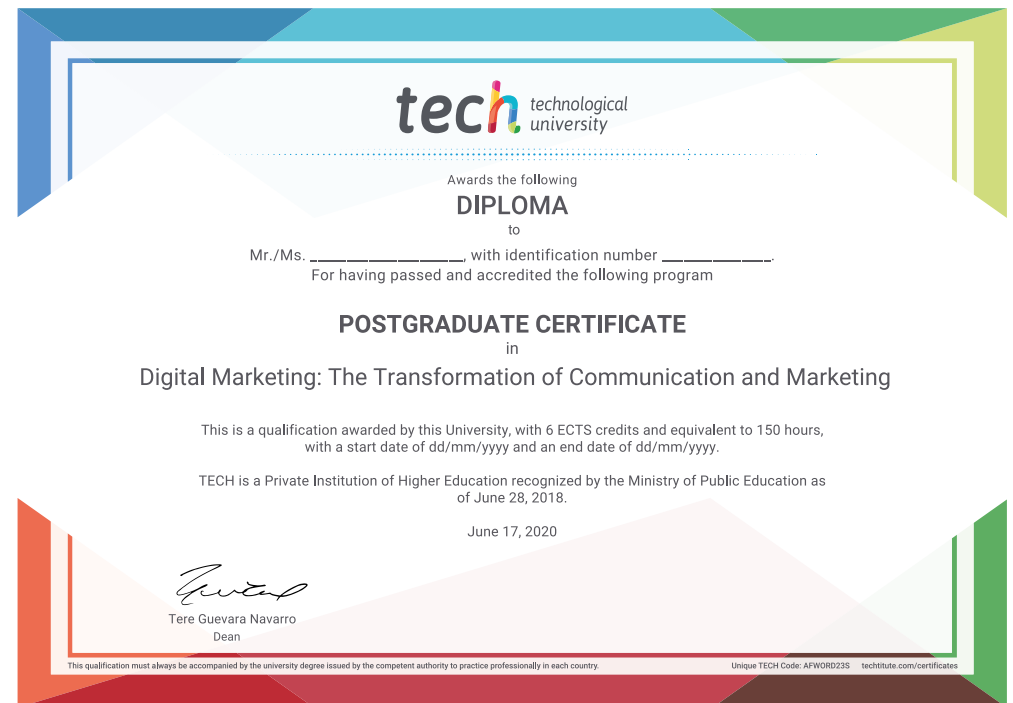 tech technological
university
Awards the following
DIPLOMA
to
Mr./Ms. _______________, with identification number ___________.
For having passed and accredited the following program
POSTGRADUATE CERTIFICATE
in
Digital Marketing: The Transformation of Communication and Marketing
This is a qualification awarded by this University, with 6 ECTS credits and equivalent to 150 hours,
with a start date of dd/mm/yyyy and an end date of dd/mm/yyyy.
TECH is a Private Institution of Higher Education recognized by the Ministry of Public Education as
of June 28, 2018.
June 17, 2020
Tere Guevara Navarro
Dean
This qualification must always be accompanied by the university degree issued by the competent authority to practice professionally in each country.
Unique TECH Code: AFWORD23S techtitute.com/certificates